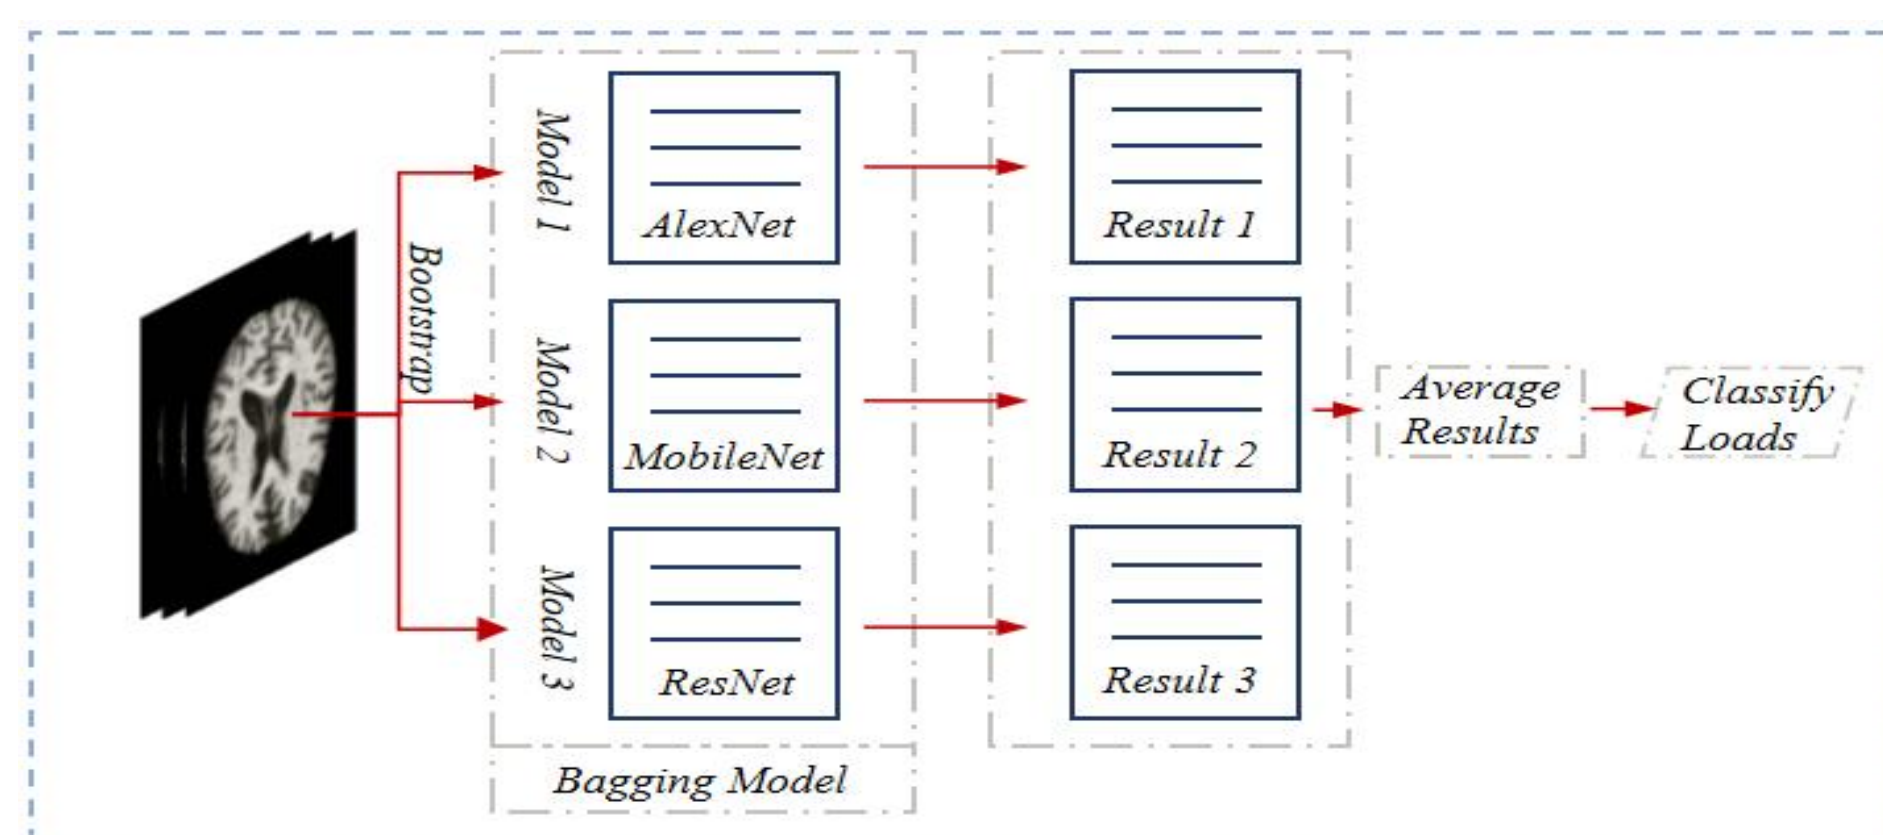 Bootstrap
Model 1
AlexNet
Result 1
Model 2
MobileNet
Result 2
Model 3
ResNet
Result 3
Bagging Model
Average
Results
Classify
Loads